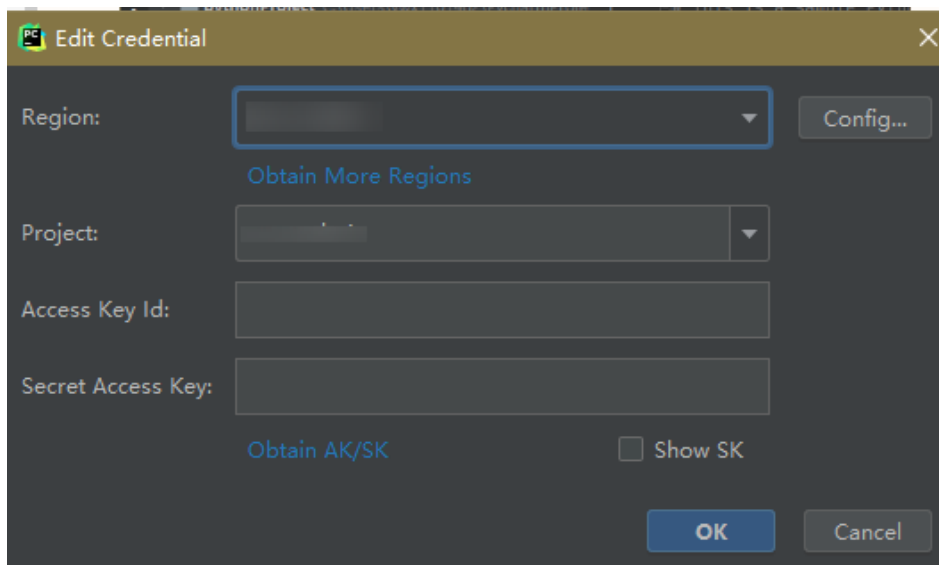 PC
Edit Credential
Region:
Config...
Obtain More Regions
Project:
Access Key Id:
Secret Access Key:
Obtain AK/SK
Show SK
OK
Cancel